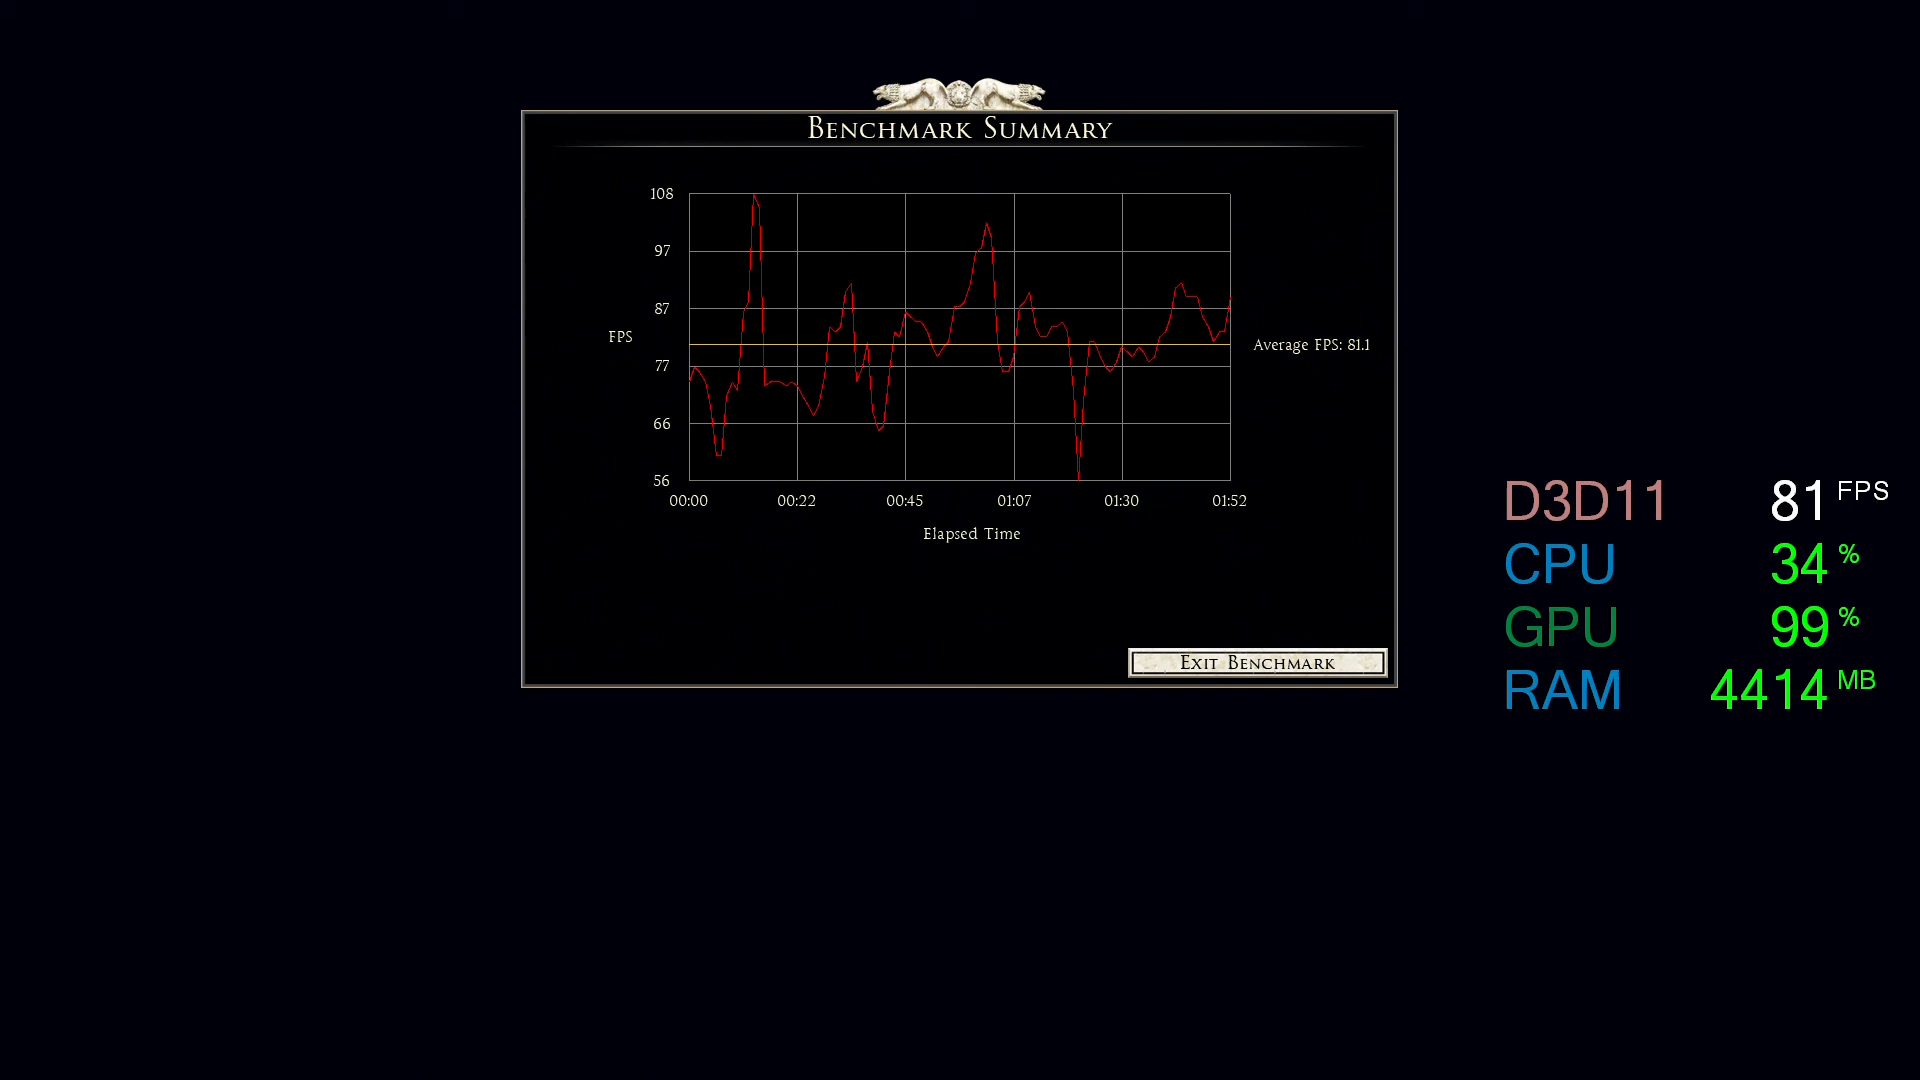 Benchmark Summary
108
97
87
FPS
77
66
56
Average FPS: 81.1
00:00 00:22 00:45 01:07 01:30 01:52
Elapsed Time
Exit Benchmark
D3D11 81 FPS
CPU 34 %
GPU 99 %
RAM 4414 MB